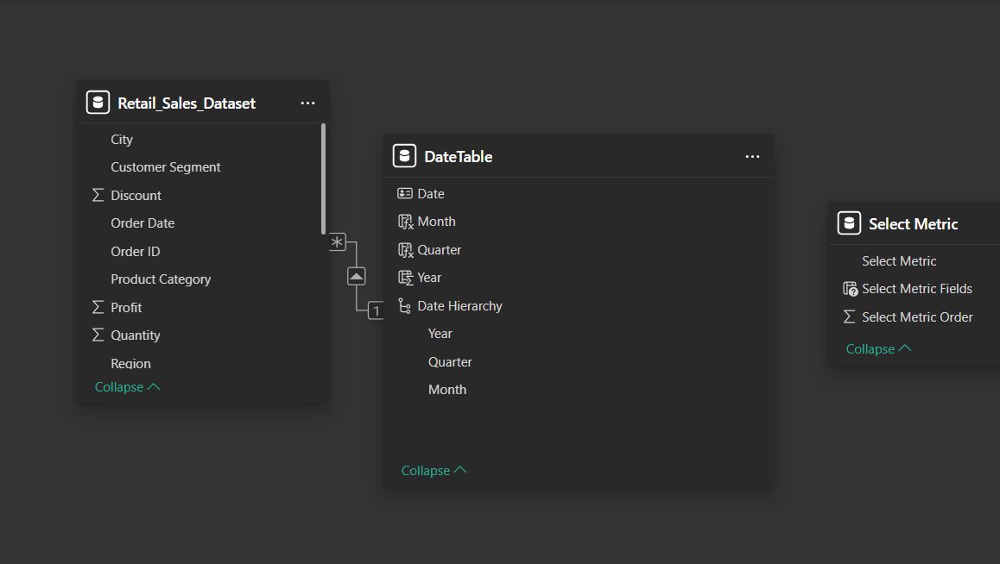 Retail_Sales_Dataset ...
City
Customer Segment
Σ Discount
Order Date
Order ID
Product Category
Σ Profit
Σ Quantity
Region
Collapse
*
1
DateTable ...
Date
Month
Quarter
Year
Date Hierarchy
Year
Quarter
Month
Collapse
Select Metric
Select Metric
Select Metric Fields
Σ Select Metric Order
Collapse